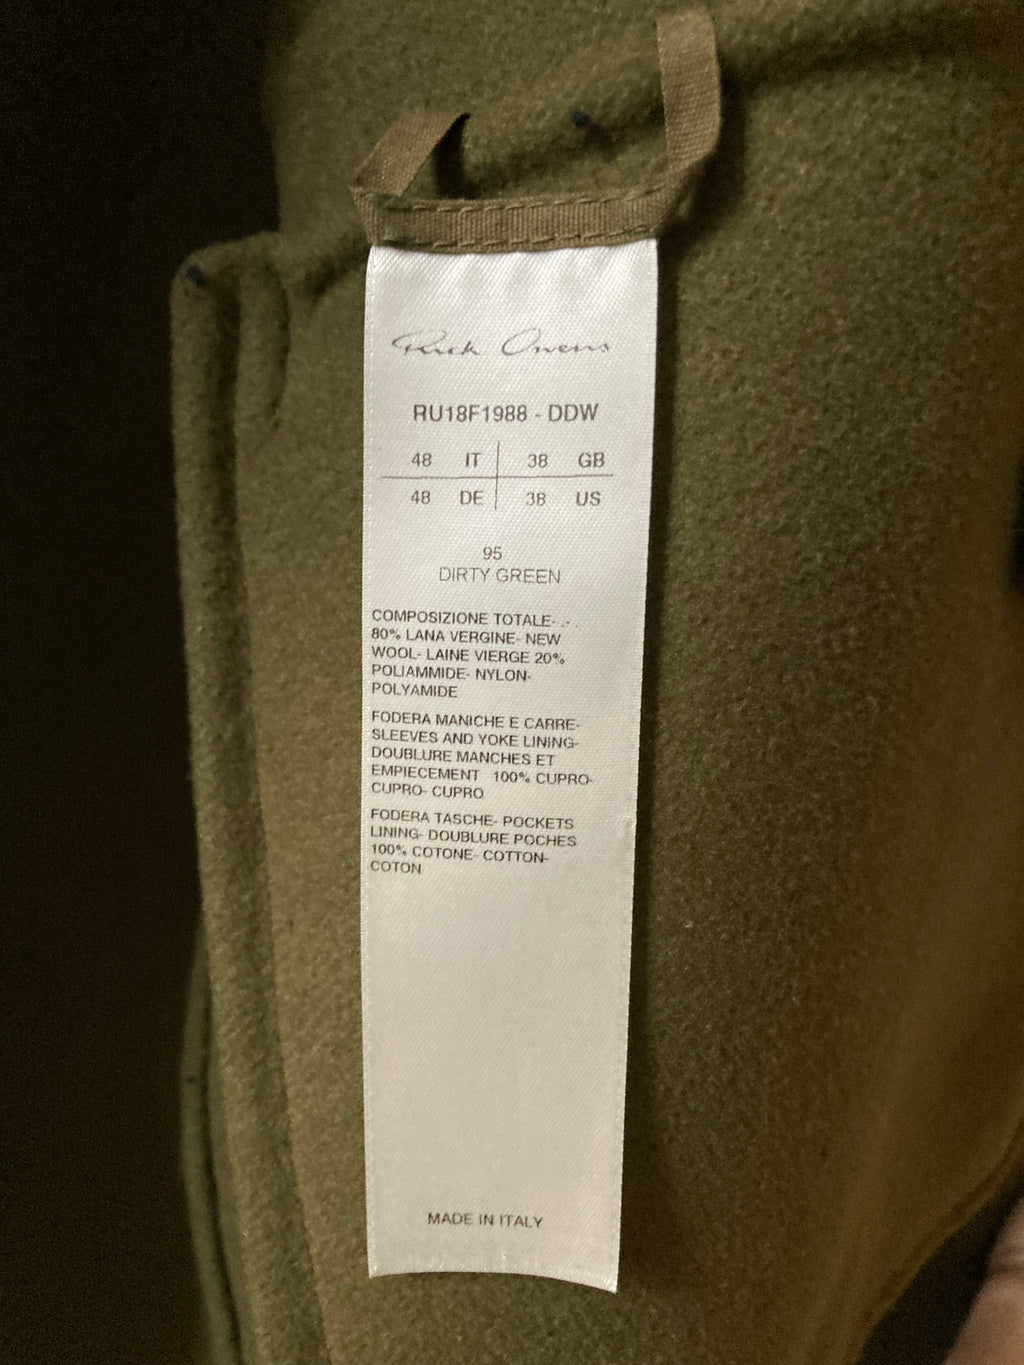 Rick Owens
RU18F1988 - DDW
48 IT 38 GB
48 DE 38 US
95
DIRTY GREEN
COMPOSIZIONE TOTALE- .- .
80% LANA VERGINE- NEW
WOOL- LAINE VIERGE 20%
POLIAMMIDE- NYLON-
POLYAMIDE
FODERA MANICHE E CARRE-
SLEEVES AND YOKE LINING-
DOUBLURE MANCHES ET
EMPIECEMENT 100% CUPRO-
CUPRO- CUPRO
FODERA TASCHE- POCKETS
LINING- DOUBLURE POCHES
100% COTONE- COTTON-
COTON
MADE IN ITALY